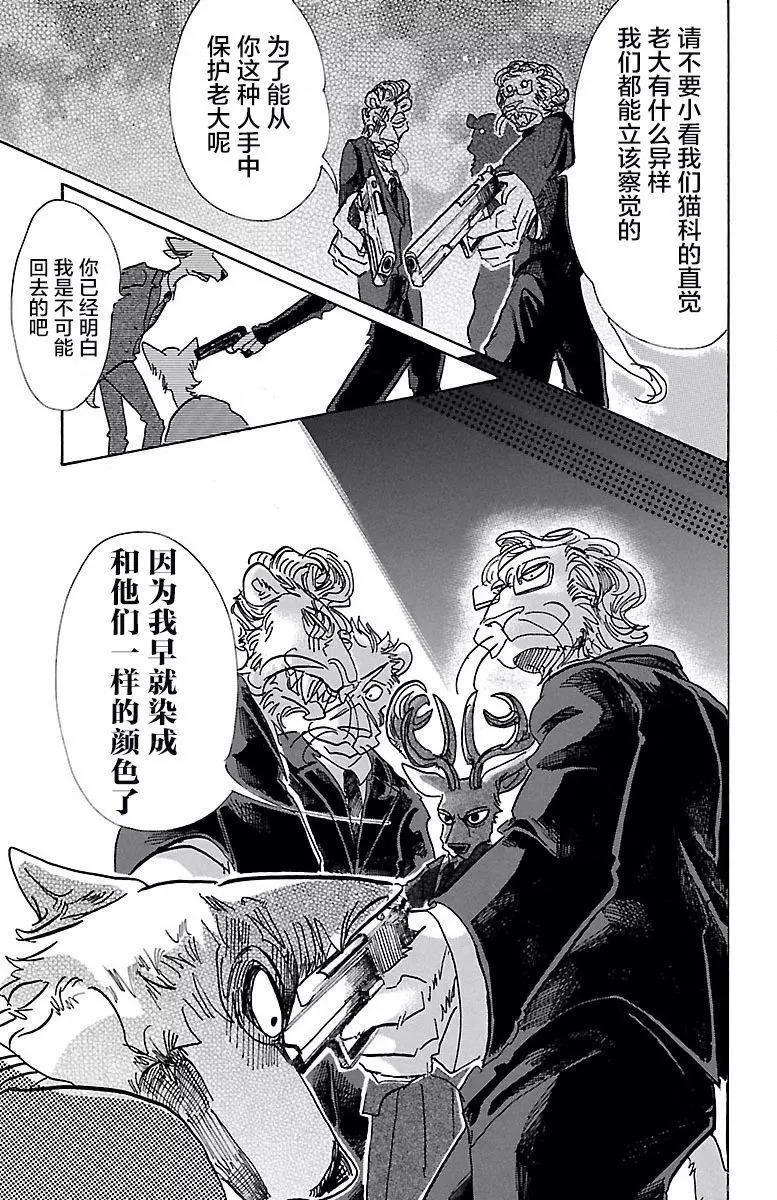 请不要小看我们猫科的直觉
老大有什么异样
我们都能立该察觉的
为了能从
你这种人手中
保护老大呢
你已经明白
我是不可能
回去的吧
因为我早就染成
和他们一样的颜色了